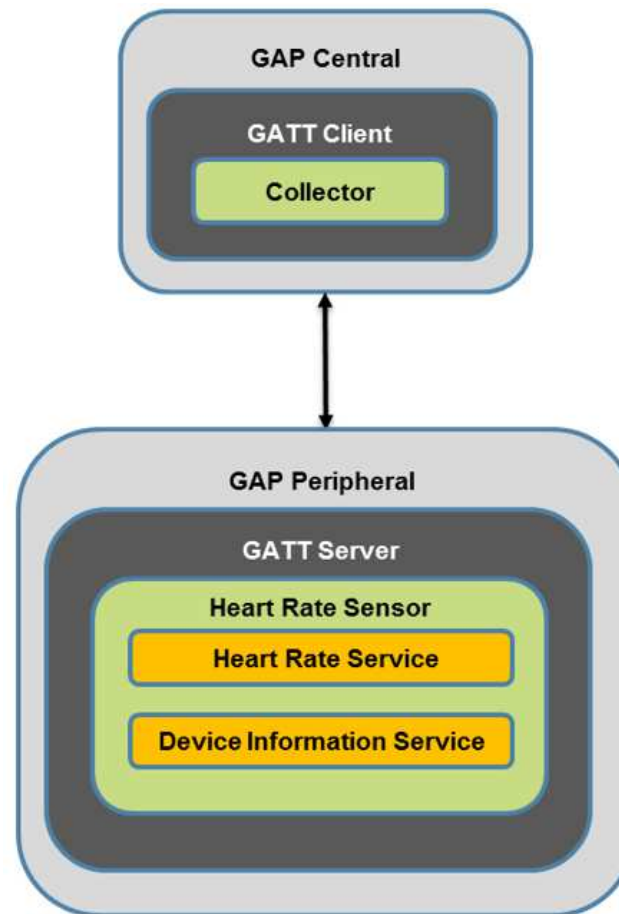 GAP Central
GATT Client
Collector
GAP Peripheral
GATT Server
Heart Rate Sensor
Heart Rate Service
Device Information Service